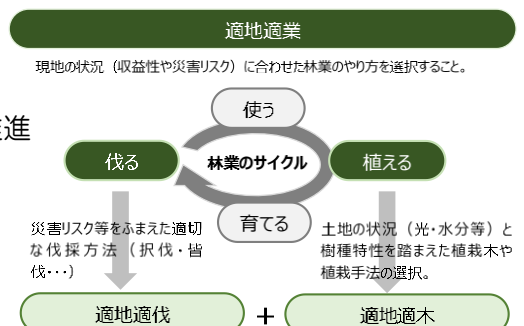 適地適業
現地の状況（収益性や災害リスク）に合わせた林業のやり方を選択すること。
進
使う
伐る
林業のサイクル
植える
育てる
災害リスク等をふまえた適切
な伐採方法（択伐・皆
伐･･･）
土地の状況（光・水分等）と
樹種特性を踏まえた植栽木や
植栽手法の選択。
適地適伐
+
適地適木